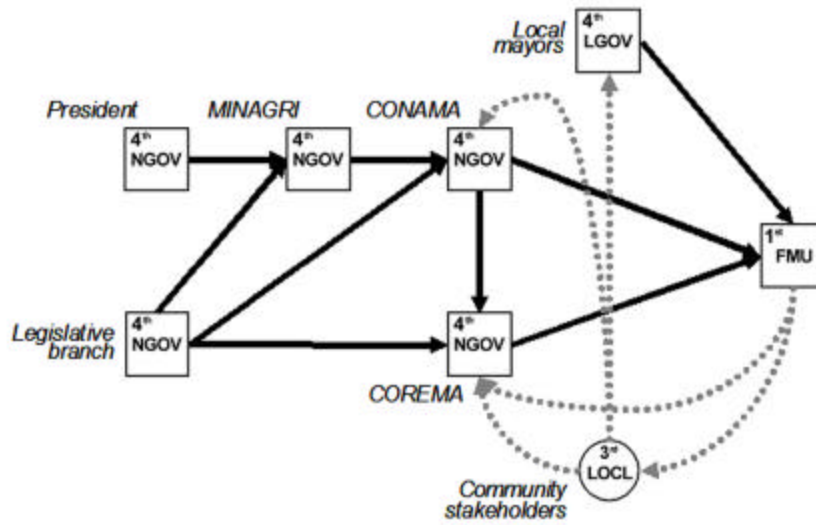 Local
mayors
4th
LGOV
President
MINAGRI
CONAMA
4th
NGOV
4th
NGOV
4th
NGOV
1st
FMU
Legislative
branch
4th
NGOV
4th
NGOV
COREMA
3rd
LOCL
Community
stakeholders